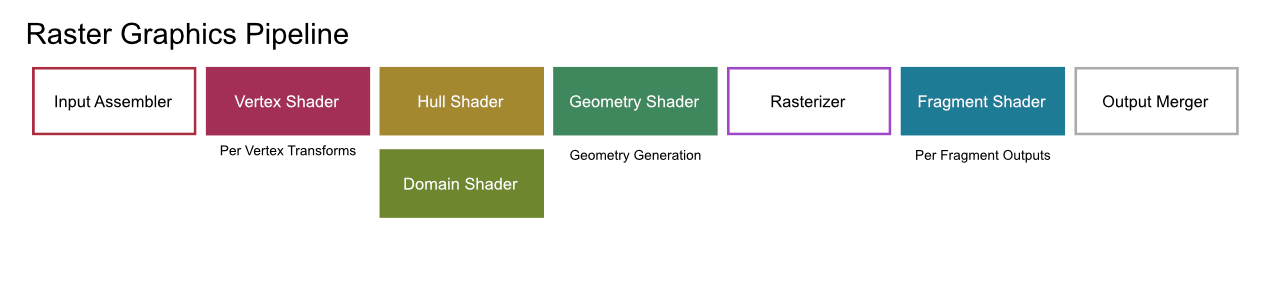 Raster Graphics Pipeline
Input Assembler
Vertex Shader
Hull Shader
Geometry Shader
Rasterizer
Fragment Shader
Output Merger
Per Vertex Transforms
Geometry Generation
Per Fragment Outputs
Domain Shader